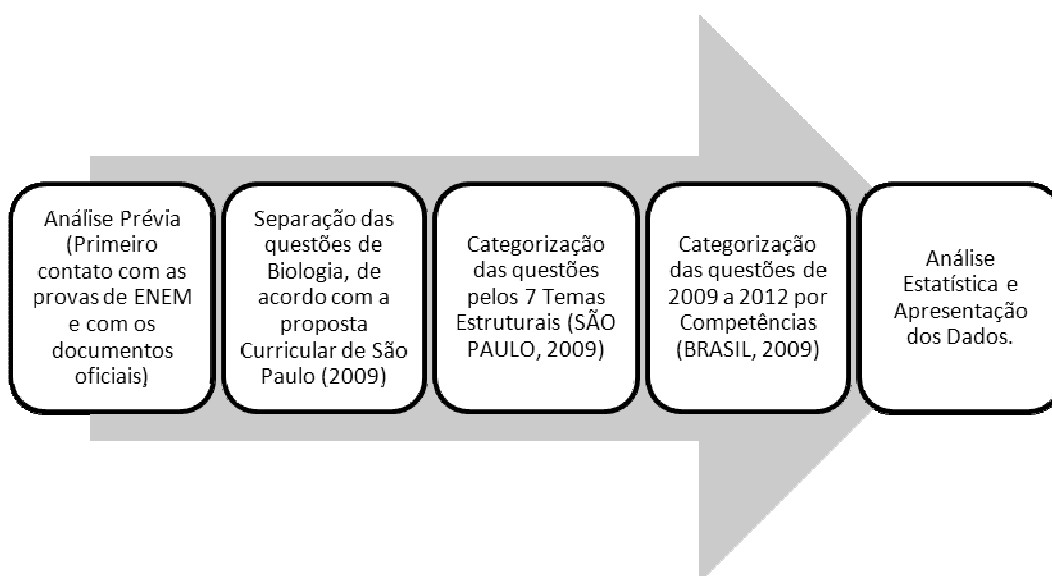 Análise Prévia
(Primeiro
contato com as
provas de ENEM
e com os
documentos
oficiais)
Separação das
questões de
Biologia, de
acordo com a
proposta
Curricular de São
Paulo (2009)
Categorização
das questões
pelos 7 Temas
Estruturais (SÃO
PAULO, 2009)
Categorização
das questões de
2009 a 2012 por
Competências
(BRASIL, 2009)
Análise
Estatística e
Apresentação
dos Dados.